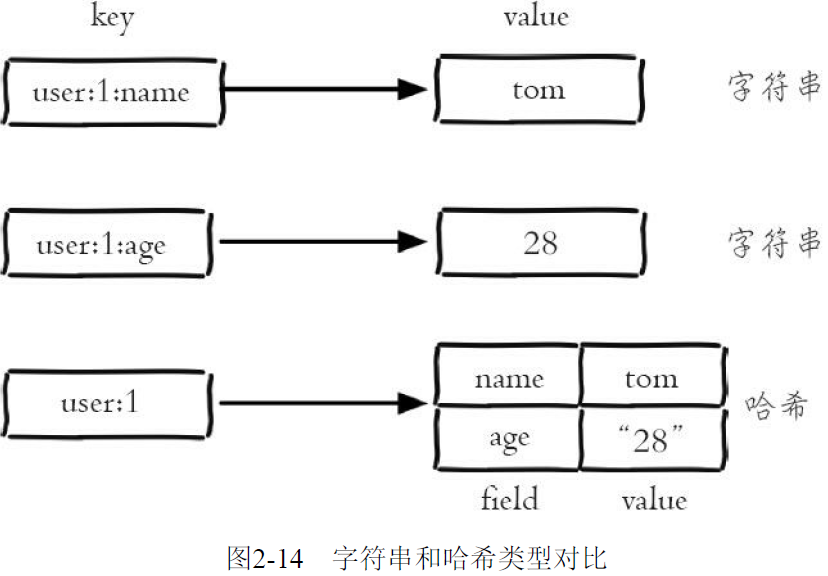 key value
user:1:name tom 字符串
user:1:age 28 字符串
name tom
user:1 哈希
age “28”
field value
图2-14 字符串和哈希类型对比